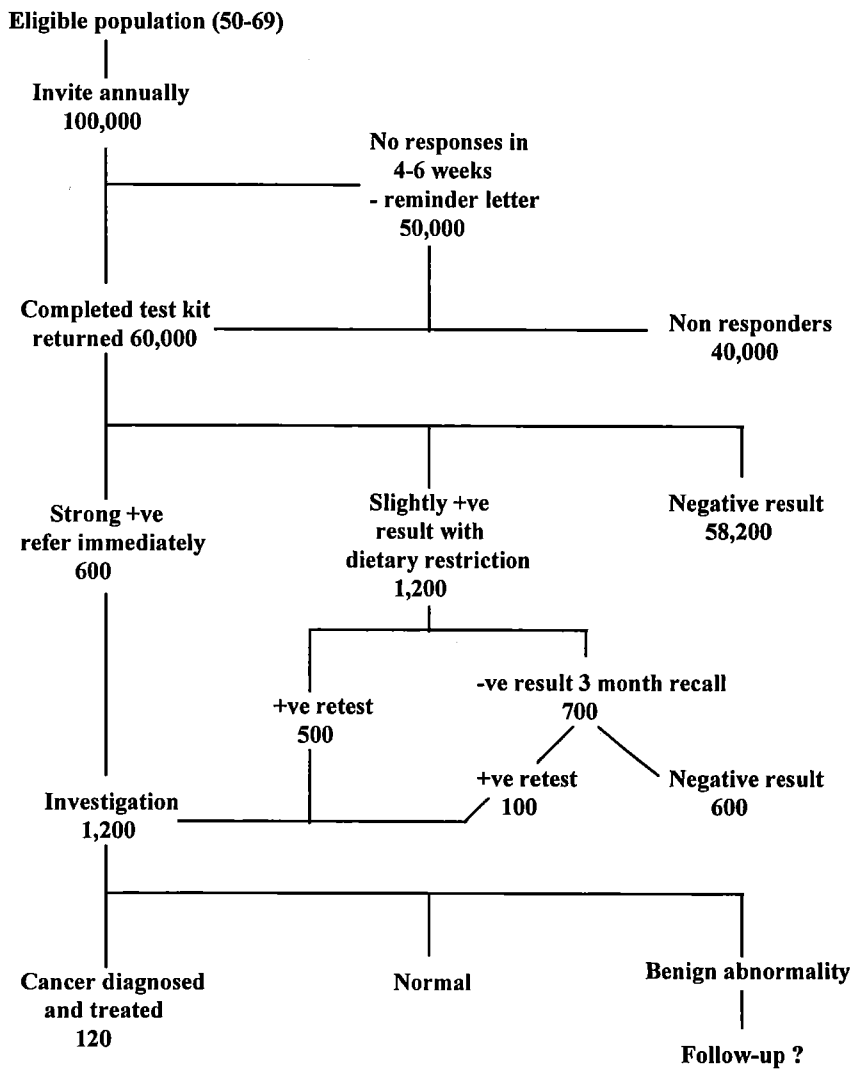 Eligible population (50-69)
Invite annually
100,000
No responses in
4-6 weeks
- reminder letter
50,000
Completed test kit
returned 60,000
Non responders
40,000
Strong +ve
refer immediately
600
Slightly +ve
result with
dietary restriction
1,200
Negative result
58,200
+ve retest
500
-ve result 3 month recall
700
+ve retest
100
Negative result
600
Investigation
1,200
Cancer diagnosed
and treated
120
Normal
Benign abnormality
Follow-up ?